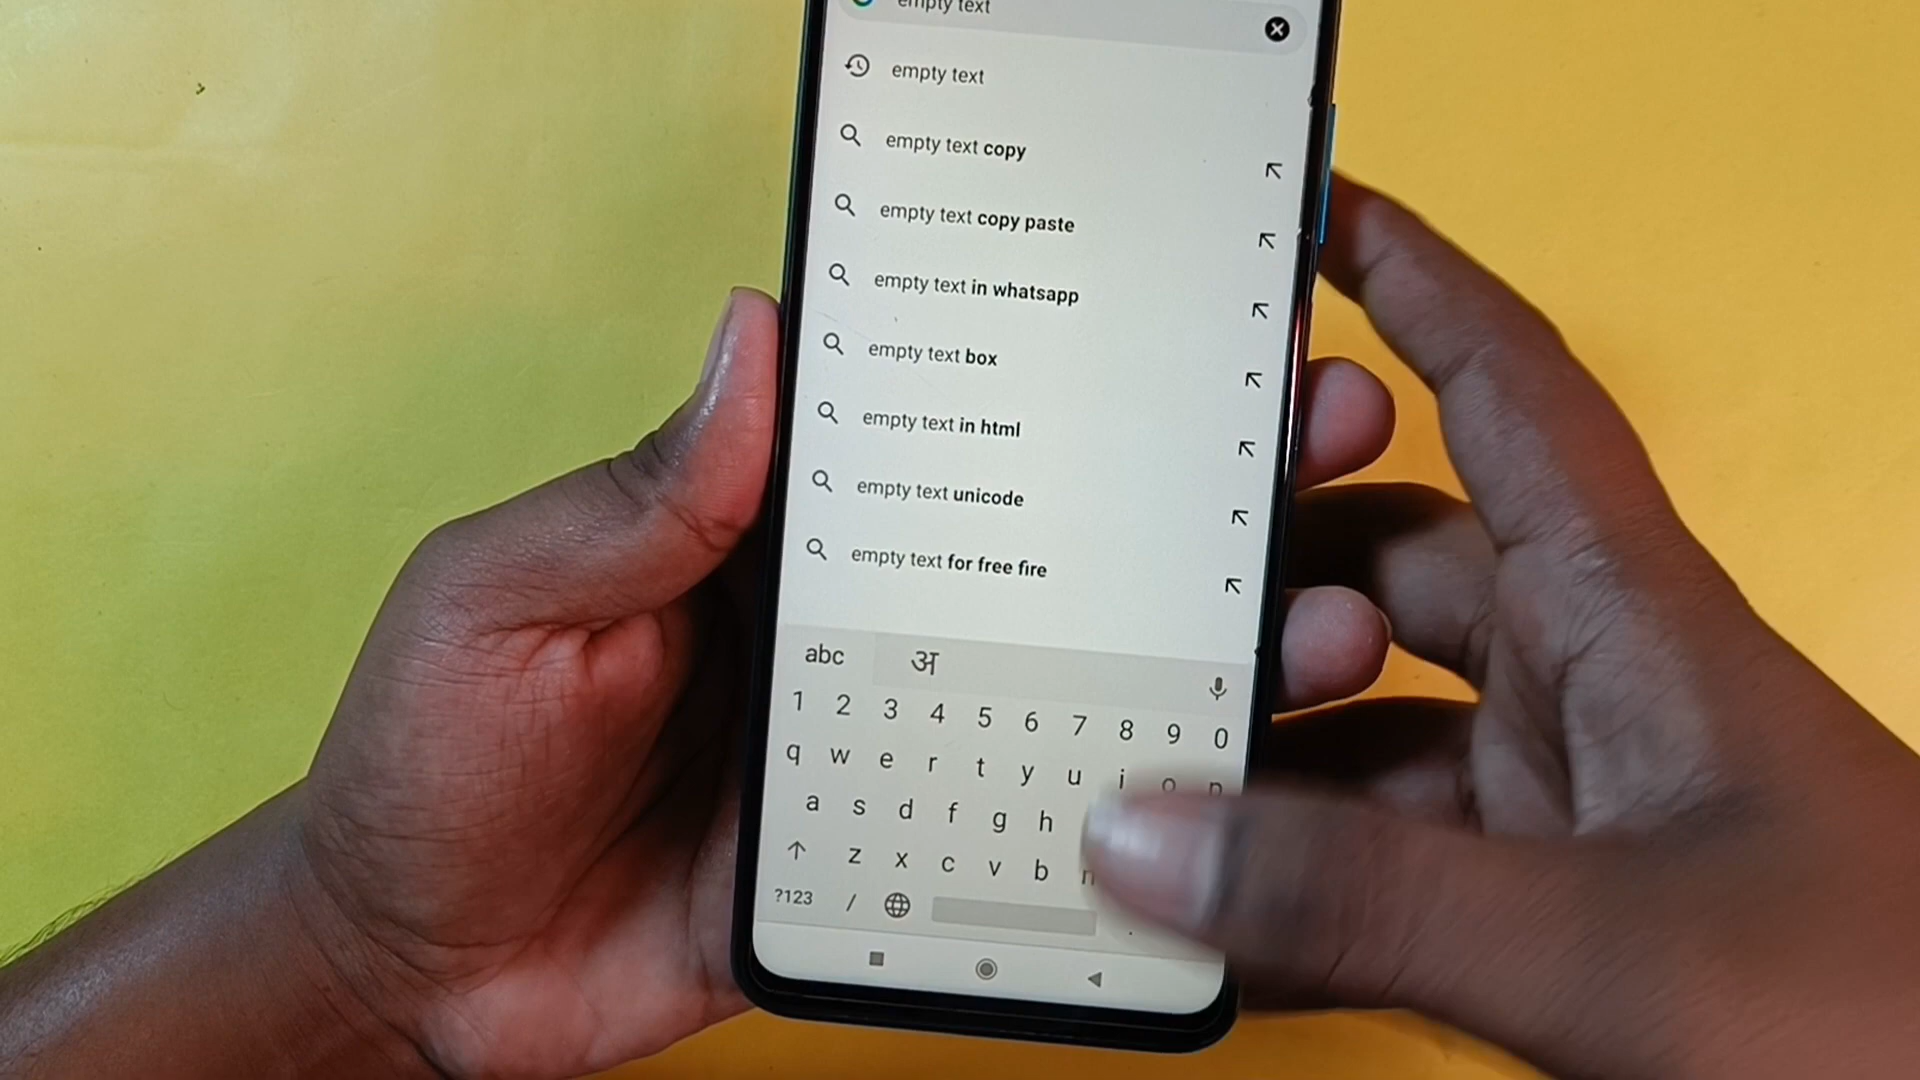 empty text
empty text
empty text copy
empty text copy paste
empty text in whatsapp
empty text box
empty text in html
empty text unicode
empty text for free fire
abc अ
1 2 3 4 5 6 7 8 9 0
q w e r t y u i o p
a s d f g h
z x c v b n
?123 / .